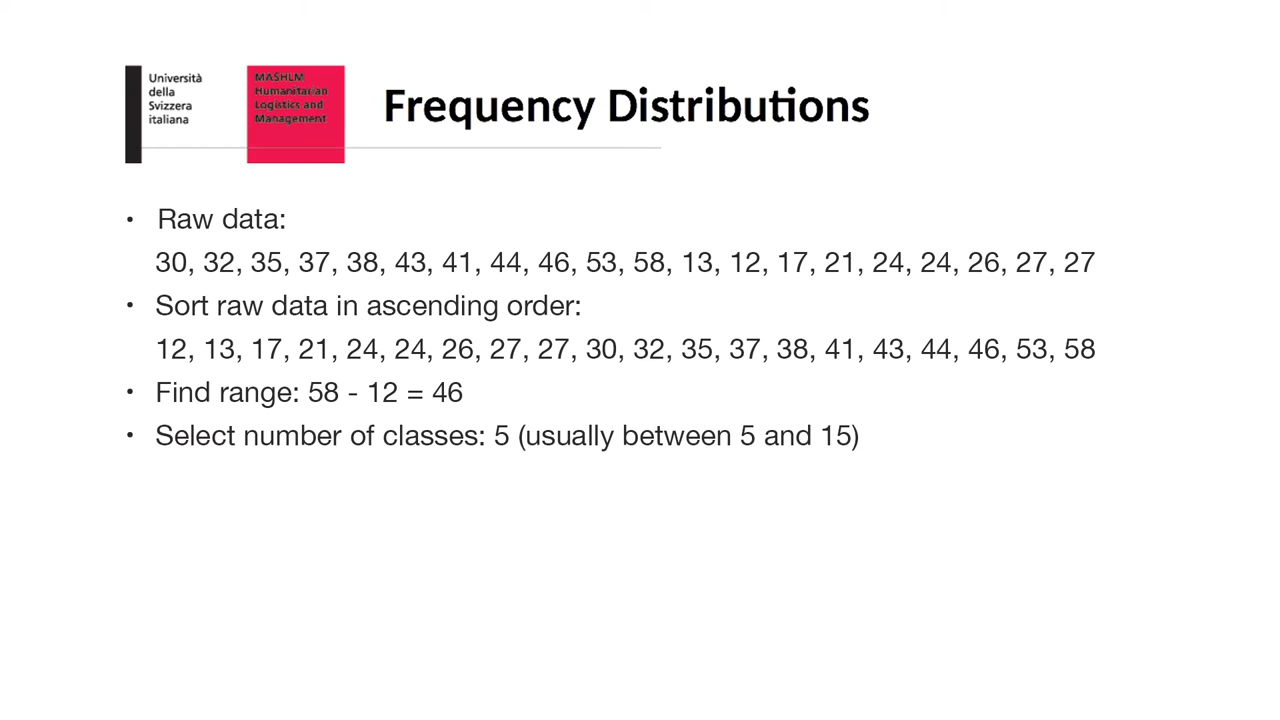 Università
della
Svizzera
italiana
MASHLM
Humanitarian
Logistics and
Management
Frequency Distributions
• Raw data:
30, 32, 35, 37, 38, 43, 41, 44, 46, 53, 58, 13, 12, 17, 21, 24, 24, 26, 27, 27
• Sort raw data in ascending order:
12, 13, 17, 21, 24, 24, 26, 27, 27, 30, 32, 35, 37, 38, 41, 43, 44, 46, 53, 58
• Find range: 58 - 12 = 46
• Select number of classes: 5 (usually between 5 and 15)